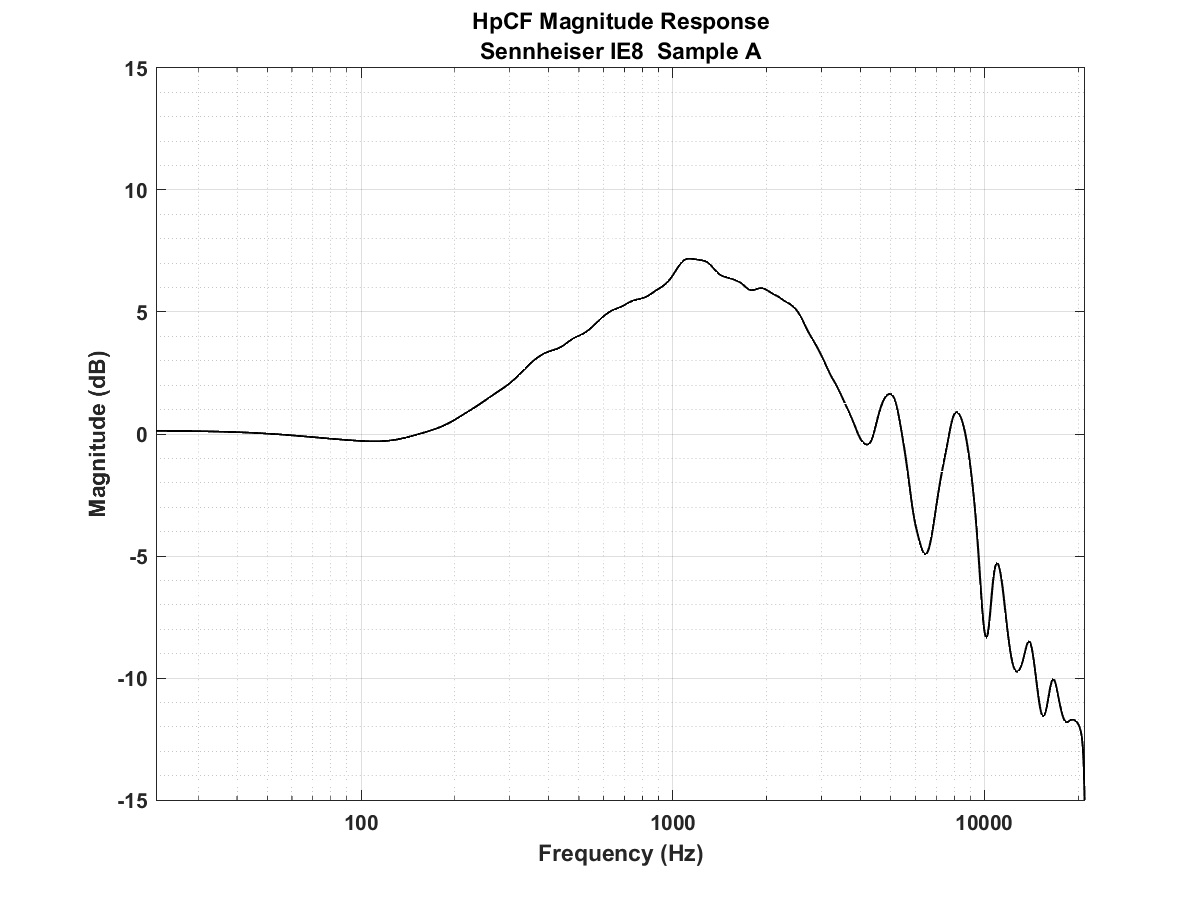 HpCF Magnitude Response
Sennheiser IE8  Sample A
15
10
5
0
-5
-10
-15
Magnitude (dB)
100
1000
10000
Frequency (Hz)